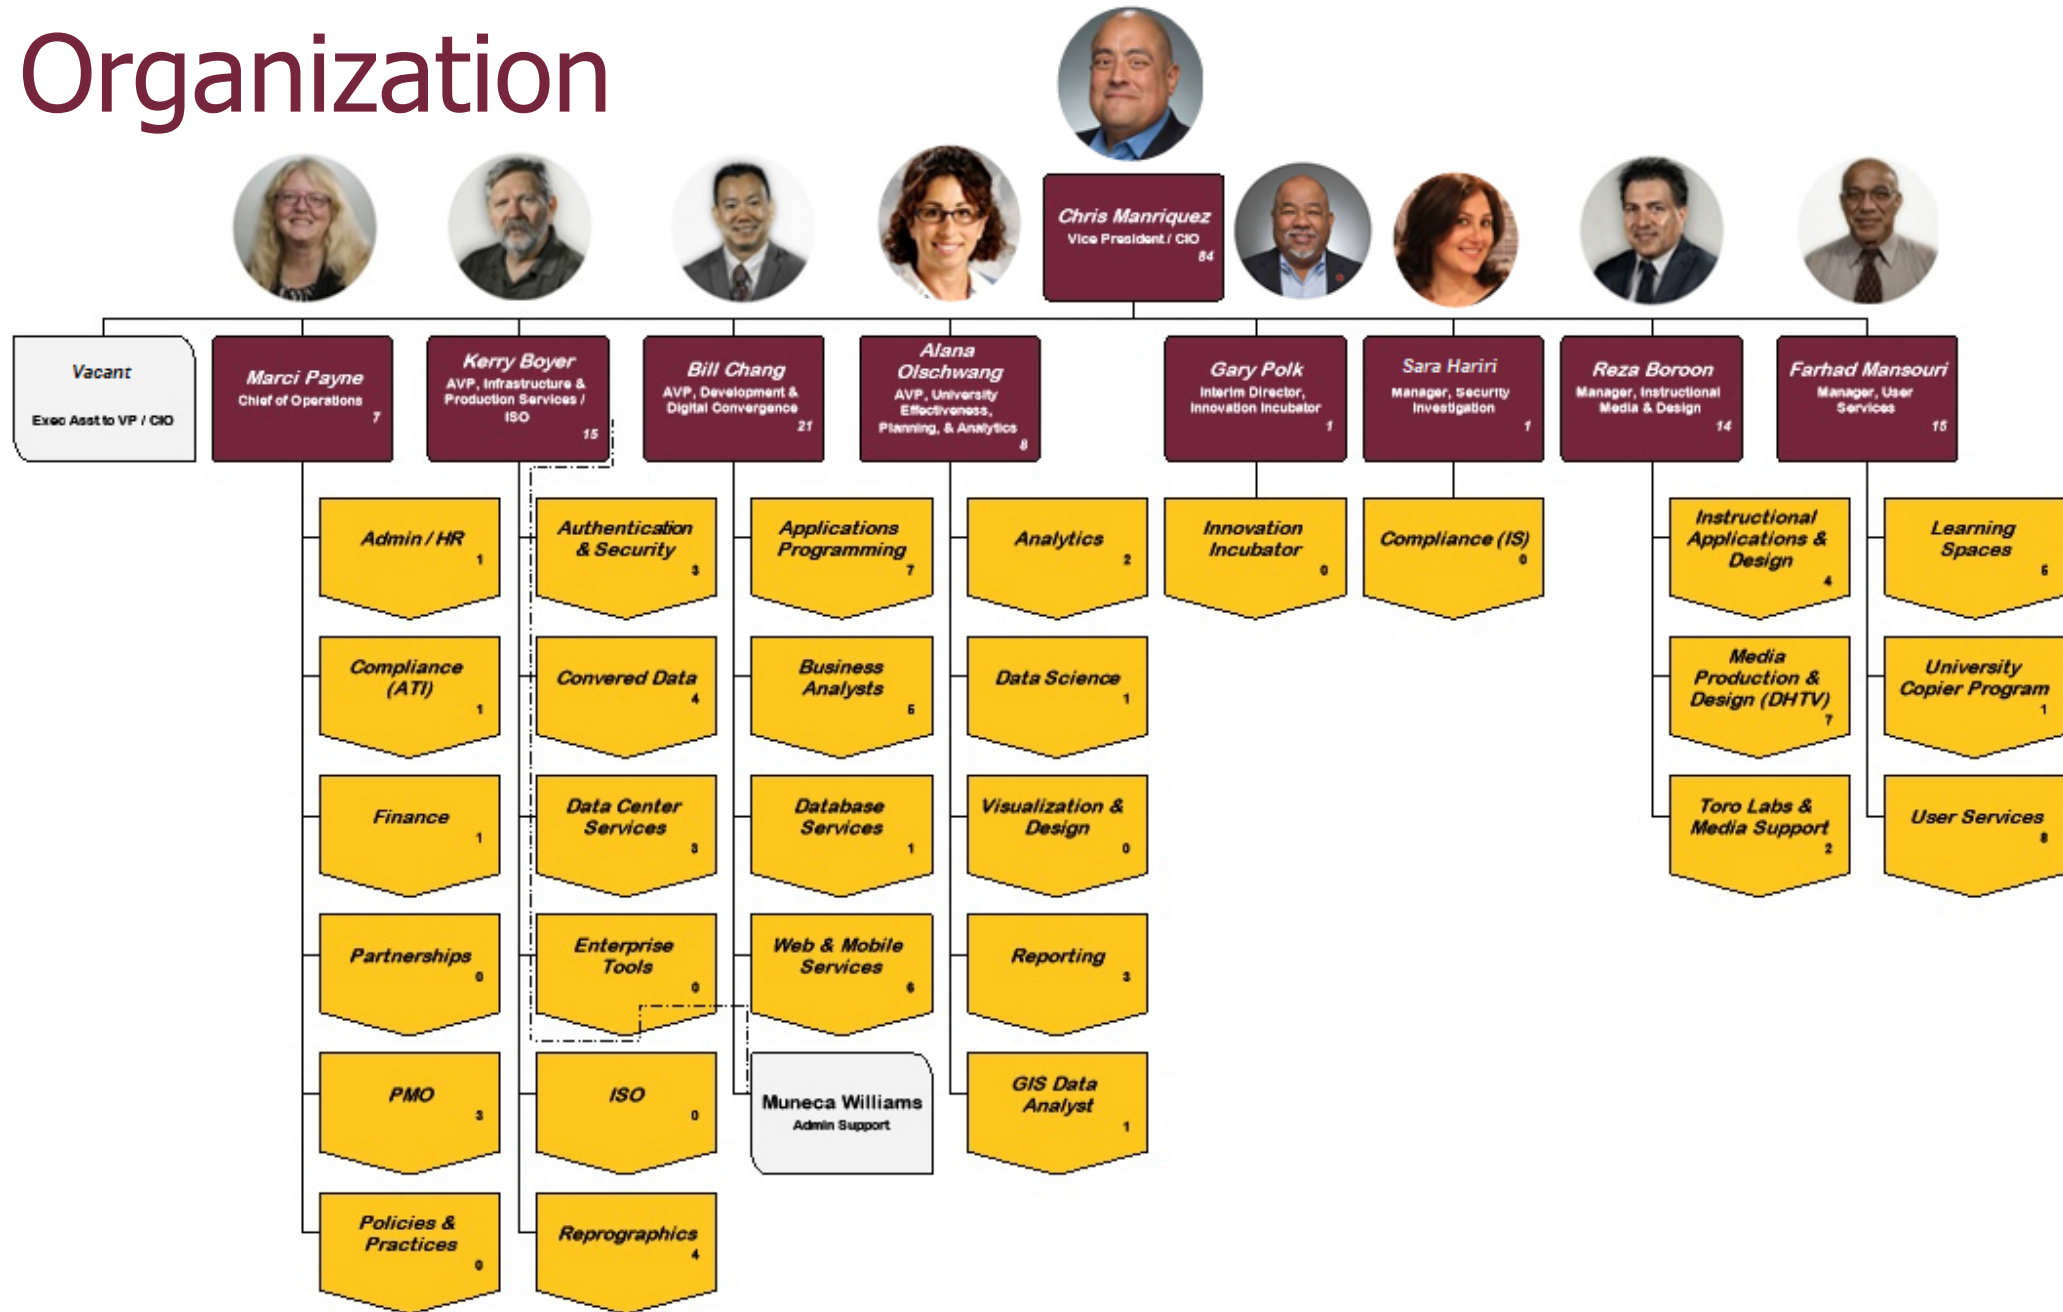 Organization
Chris Manriquez
Vice President / CIO
84
Vacant
Exec Asst to VP / CIO
Marci Payne
Chief of Operations
7
Kerry Boyer
AVP, Infrastructure &
Production Services /
ISO
15
Bill Chang
AVP, Development &
Digital Convergence
21
Alana
Olschwang
AVP, University
Effectiveness,
Planning, & Analytics
8
Gary Polk
Interim Director,
Innovation Incubator
1
Sara Hariri
Manager, Security
Investigation
1
Reza Boroon
Manager, Instructional
Media & Design
14
Farhad Mansouri
Manager, User
Services
15
Admin / HR
1
Compliance
(ATI)
1
Finance
1
Partnerships
0
PMO
3
Policies &
Practices
0
Authentication
& Security
3
Convered Data
4
Data Center
Services
3
Enterprise
Tools
0
ISO
0
Reprographics
4
Applications
Programming
7
Business
Analysts
5
Database
Services
1
Web & Mobile
Services
6
Muneca Williams
Admin Support
Analytics
2
Data Science
1
Visualization &
Design
0
Reporting
3
GIS Data
Analyst
1
Innovation
Incubator
0
Compliance (IS)
0
Instructional
Applications &
Design
4
Media
Production &
Design (DHTV)
7
Toro Labs &
Media Support
2
Learning
Spaces
5
University
Copier Program
1
User Services
8